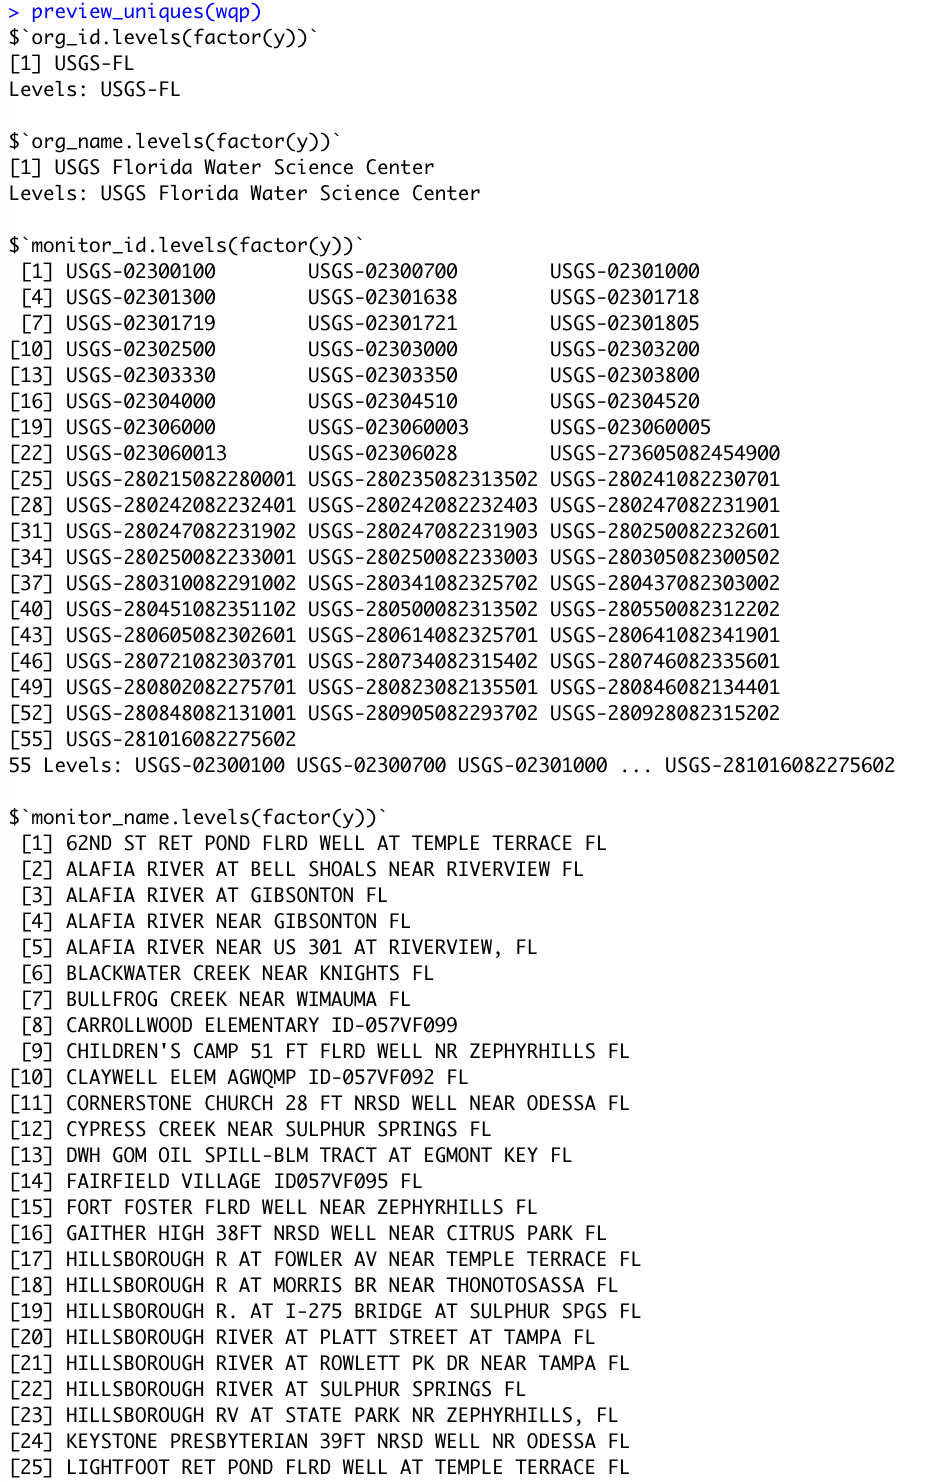 > preview_uniques(wqp)
$`org_id.levels(factor(y))`
[1] USGS-FL
Levels: USGS-FL

$`org_name.levels(factor(y))`
[1] USGS Florida Water Science Center
Levels: USGS Florida Water Science Center

$`monitor_id.levels(factor(y))`
 [1] USGS-02300100        USGS-02300700        USGS-02301000
 [4] USGS-02301300        USGS-02301638        USGS-02301718
 [7] USGS-02301719        USGS-02301721        USGS-02301805
[10] USGS-02302500        USGS-02303000        USGS-02303200
[13] USGS-02303330        USGS-02303350        USGS-02303800
[16] USGS-02304000        USGS-02304510        USGS-02304520
[19] USGS-02306000        USGS-023060003       USGS-023060005
[22] USGS-023060013       USGS-02306028        USGS-273605082454900
[25] USGS-280215082280001 USGS-280235082313502 USGS-280241082230701
[28] USGS-280242082232401 USGS-280242082232403 USGS-280247082231901
[31] USGS-280247082231902 USGS-280247082231903 USGS-280250082232601
[34] USGS-280250082233001 USGS-280250082233003 USGS-280305082300502
[37] USGS-280310082291002 USGS-280341082325702 USGS-280437082303002
[40] USGS-280451082351102 USGS-280500082313502 USGS-280550082312202
[43] USGS-280605082302601 USGS-280614082325701 USGS-280641082341901
[46] USGS-280721082303701 USGS-280734082315402 USGS-280746082335601
[49] USGS-280802082275701 USGS-280823082135501 USGS-280846082134401
[52] USGS-280848082131001 USGS-280905082293702 USGS-280928082315202
[55] USGS-281016082275602
55 Levels: USGS-02300100 USGS-02300700 USGS-02301000 ... USGS-281016082275602

$`monitor_name.levels(factor(y))`
 [1] 62ND ST RET POND FLRD WELL AT TEMPLE TERRACE FL
 [2] ALAFIA RIVER AT BELL SHOALS NEAR RIVERVIEW FL
 [3] ALAFIA RIVER AT GIBSONTON FL
 [4] ALAFIA RIVER NEAR GIBSONTON FL
 [5] ALAFIA RIVER NEAR US 301 AT RIVERVIEW, FL
 [6] BLACKWATER CREEK NEAR KNIGHTS FL
 [7] BULLFROG CREEK NEAR WIMAUMA FL
 [8] CARROLLWOOD ELEMENTARY ID-057VF099
 [9] CHILDREN'S CAMP 51 FT FLRD WELL NR ZEPHYRHILLS FL
[10] CLAYWELL ELEM AGWQMP ID-057VF092 FL
[11] CORNERSTONE CHURCH 28 FT NRSD WELL NEAR ODESSA FL
[12] CYPRESS CREEK NEAR SULPHUR SPRINGS FL
[13] DWH GOM OIL SPILL-BLM TRACT AT EGMONT KEY FL
[14] FAIRFIELD VILLAGE ID057VF095 FL
[15] FORT FOSTER FLRD WELL NEAR ZEPHYRHILLS FL
[16] GAITHER HIGH 38FT NRSD WELL NEAR CITRUS PARK FL
[17] HILLSBOROUGH R AT FOWLER AV NEAR TEMPLE TERRACE FL
[18] HILLSBOROUGH R AT MORRIS BR NEAR THONOTOSASSA FL
[19] HILLSBOROUGH R. AT I-275 BRIDGE AT SULPHUR SPGS FL
[20] HILLSBOROUGH RIVER AT PLATT STREET AT TAMPA FL
[21] HILLSBOROUGH RIVER AT ROWLETT PK DR NEAR TAMPA FL
[22] HILLSBOROUGH RIVER AT SULPHUR SPRINGS FL
[23] HILLSBOROUGH RV AT STATE PARK NR ZEPHYRHILLS, FL
[24] KEYSTONE PRESBYTERIAN 39FT NRSD WELL NR ODESSA FL
[25] LIGHTFOOT RET POND FLRD WELL AT TEMPLE TERRACE FL